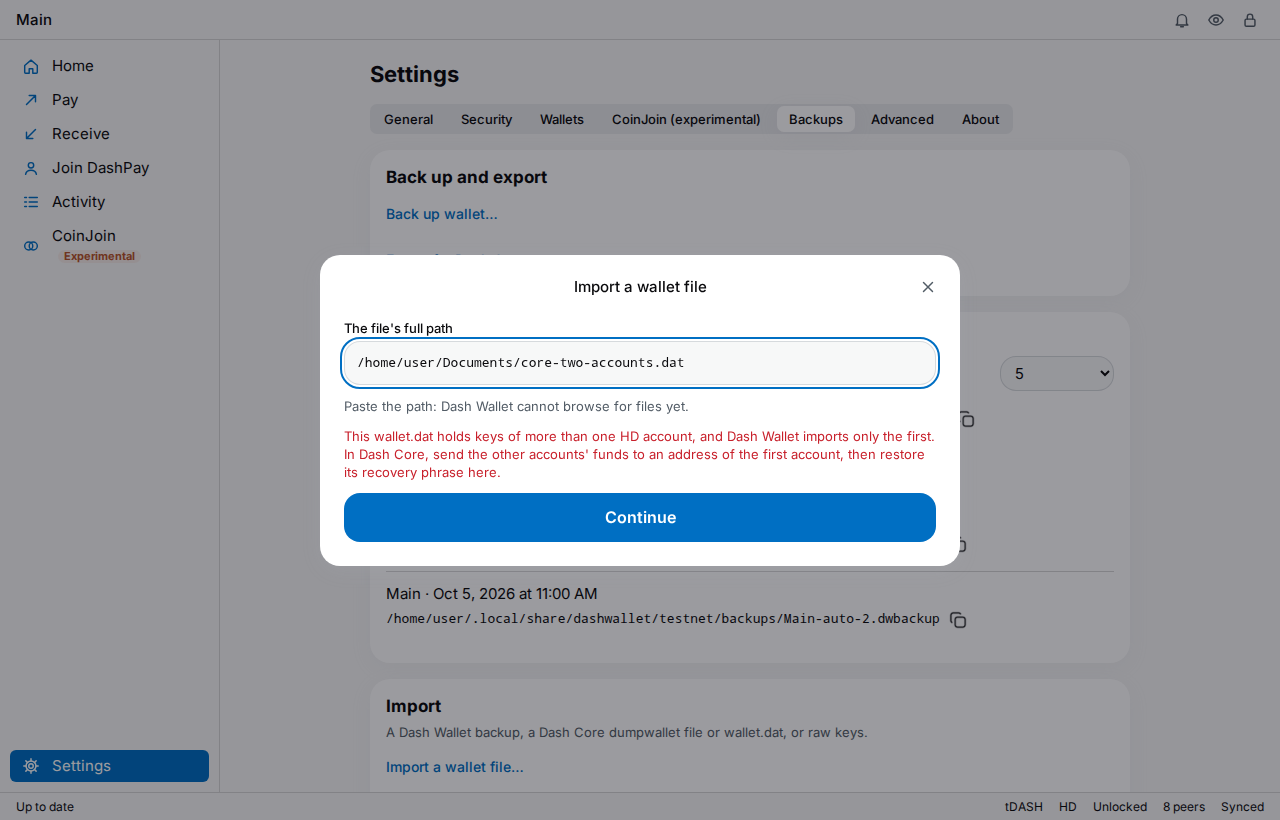 Main
Home
Pay
Receive
Join DashPay
Activity
CoinJoin
Experimental
Settings
Settings
General Security Wallets CoinJoin (experimental) Backups Advanced About
Back up and export
Back up wallet...
Import a wallet file
The file's full path
/home/user/Documents/core-two-accounts.dat
Paste the path: Dash Wallet cannot browse for files yet.
This wallet.dat holds keys of more than one HD account, and Dash Wallet imports only the first.
In Dash Core, send the other accounts' funds to an address of the first account, then restore
its recovery phrase here.
Continue
5
Main · Oct 5, 2026 at 11:00 AM
/home/user/.local/share/dashwallet/testnet/backups/Main-auto-2.dwbackup
Import
A Dash Wallet backup, a Dash Core dumpwallet file or wallet.dat, or raw keys.
Import a wallet file...
Up to date
tDASH HD Unlocked 8 peers Synced